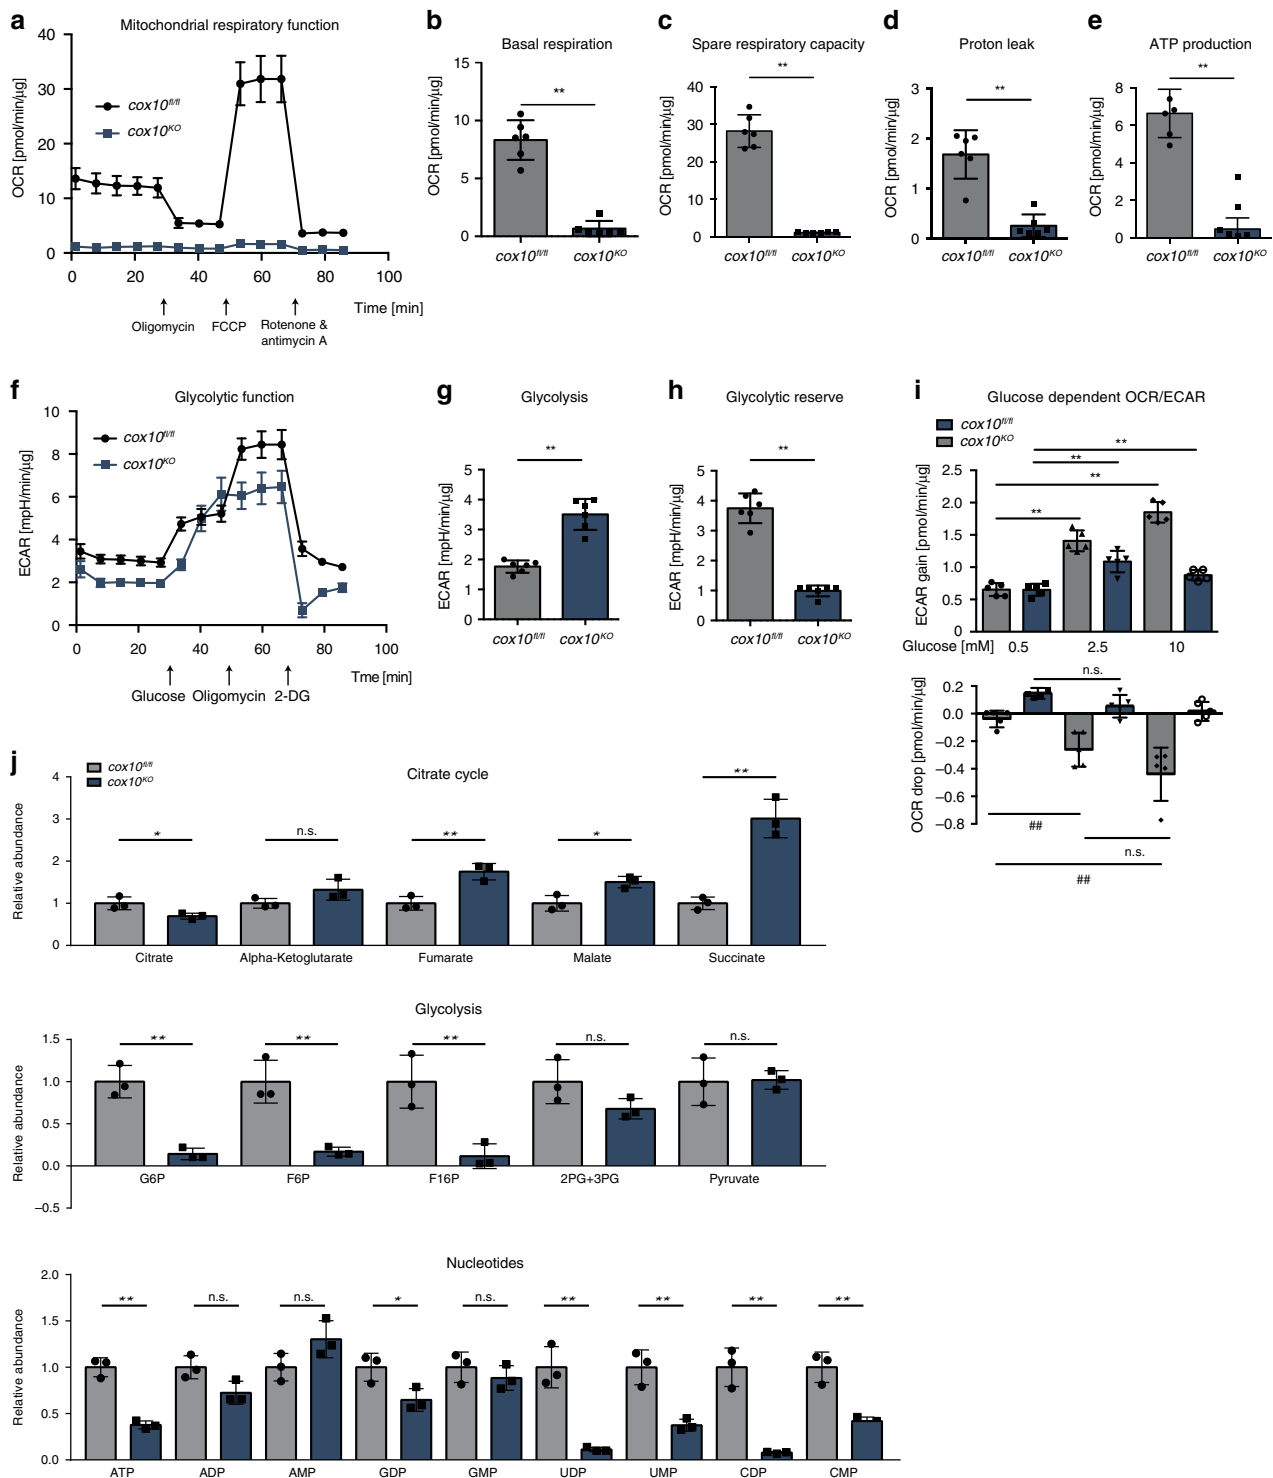 a
Mitochondrial respiratory function
OCR [pmol/min/µg]
40
30
20
10
0
cox10fl/fl
cox10KO
0 20 40 60 80 100
Time [min]
Oligomycin FCCP Rotenone &
antimycin A
b
Basal respiration
OCR [pmol/min/µg]
15
10
5
0
**
cox10fl/fl cox10KO
c
Spare respiratory capacity
OCR [pmol/min/µg]
40
30
20
10
0
**
cox10fl/fl cox10KO
d
Proton leak
OCR [pmol/min/µg]
3
2
1
0
**
cox10fl/fl cox10KO
e
ATP production
OCR [pmol/min/µg]
8
6
4
2
0
**
cox10fl/fl cox10KO
f
Glycolytic function
ECAR [mpH/min/µg]
10
8
6
4
2
0
cox10fl/fl
cox10KO
0 20 40 60 80 100
Tme [min]
Glucose Oligomycin 2-DG
g
Glycolysis
ECAR [mpH/min/µg]
5
4
3
2
1
0
**
cox10fl/fl cox10KO
h
Glycolytic reserve
ECAR [mpH/min/µg]
5
4
3
2
1
0
**
cox10fl/fl cox10KO
i
Glucose dependent OCR/ECAR
cox10fl/fl
cox10KO
ECAR gain [pmol/min/µg]
2.5
2.0
1.5
1.0
0.5
0
**
**
**
**
Glucose [mM] 0.5 2.5 10
OCR drop [pmol/min/µg]
0.2
0.0
–0.2
–0.4
–0.6
–0.8
n.s.
##
n.s.
##
j
cox10fl/fl
cox10KO
Citrate cycle
Relative abundance
4
3
2
1
0
* n.s. ** * **
Citrate Alpha-Ketoglutarate Fumarate Malate Succinate
Glycolysis
Relative abundance
1.5
1.0
0.5
0.0
–0.5
** ** ** n.s. n.s.
G6P F6P F16P 2PG+3PG Pyruvate
Nucleotides
Relative abundance
2.0
1.5
1.0
0.5
0.0
** n.s. n.s. * n.s. ** ** ** **
ATP ADP AMP GDP GMP UDP UMP CDP CMP